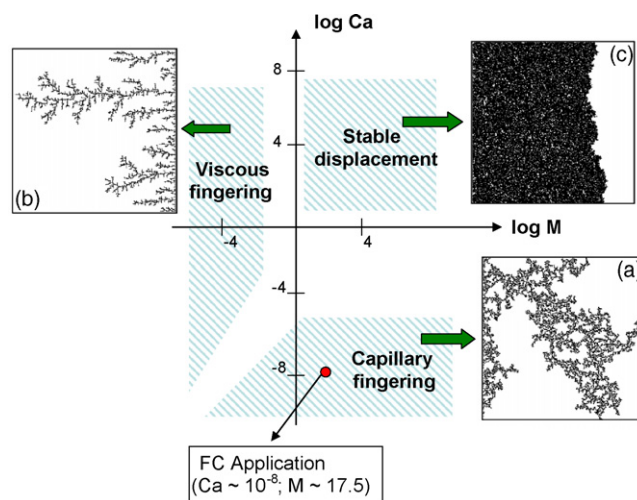 log Ca
8
(c)
Stable
displacement
4
Viscous
fingering
(b)
log M
-4
4
(a)
-4
Capillary
fingering
-8
FC Application
(Ca ~ 10⁻⁸; M ~ 17.5)